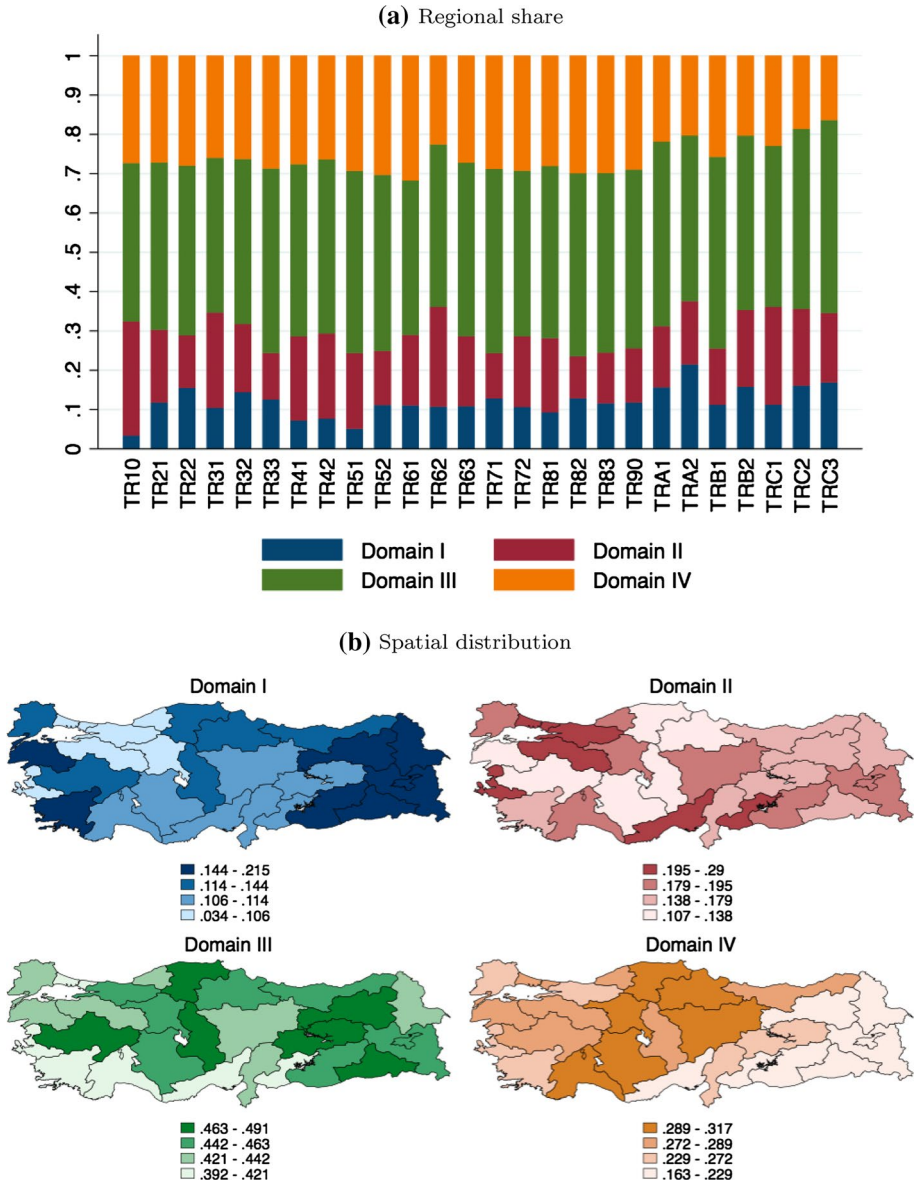 (a) Regional share
1
.9
.8
.7
.6
.5
.4
.3
.2
.1
0
TR10 TR21 TR22 TR31 TR32 TR33 TR41 TR42 TR51 TR52 TR61 TR62 TR63 TR71 TR72 TR81 TR82 TR83 TR90 TRA1 TRA2 TRB1 TRB2 TRC1 TRC2 TRC3
Domain I Domain II
Domain III Domain IV
(b) Spatial distribution
Domain I
.144 - .215
.114 - .144
.106 - .114
.034 - .106
Domain II
.195 - .29
.179 - .195
.138 - .179
.107 - .138
Domain III
.463 - .491
.442 - .463
.421 - .442
.392 - .421
Domain IV
.289 - .317
.272 - .289
.229 - .272
.163 - .229